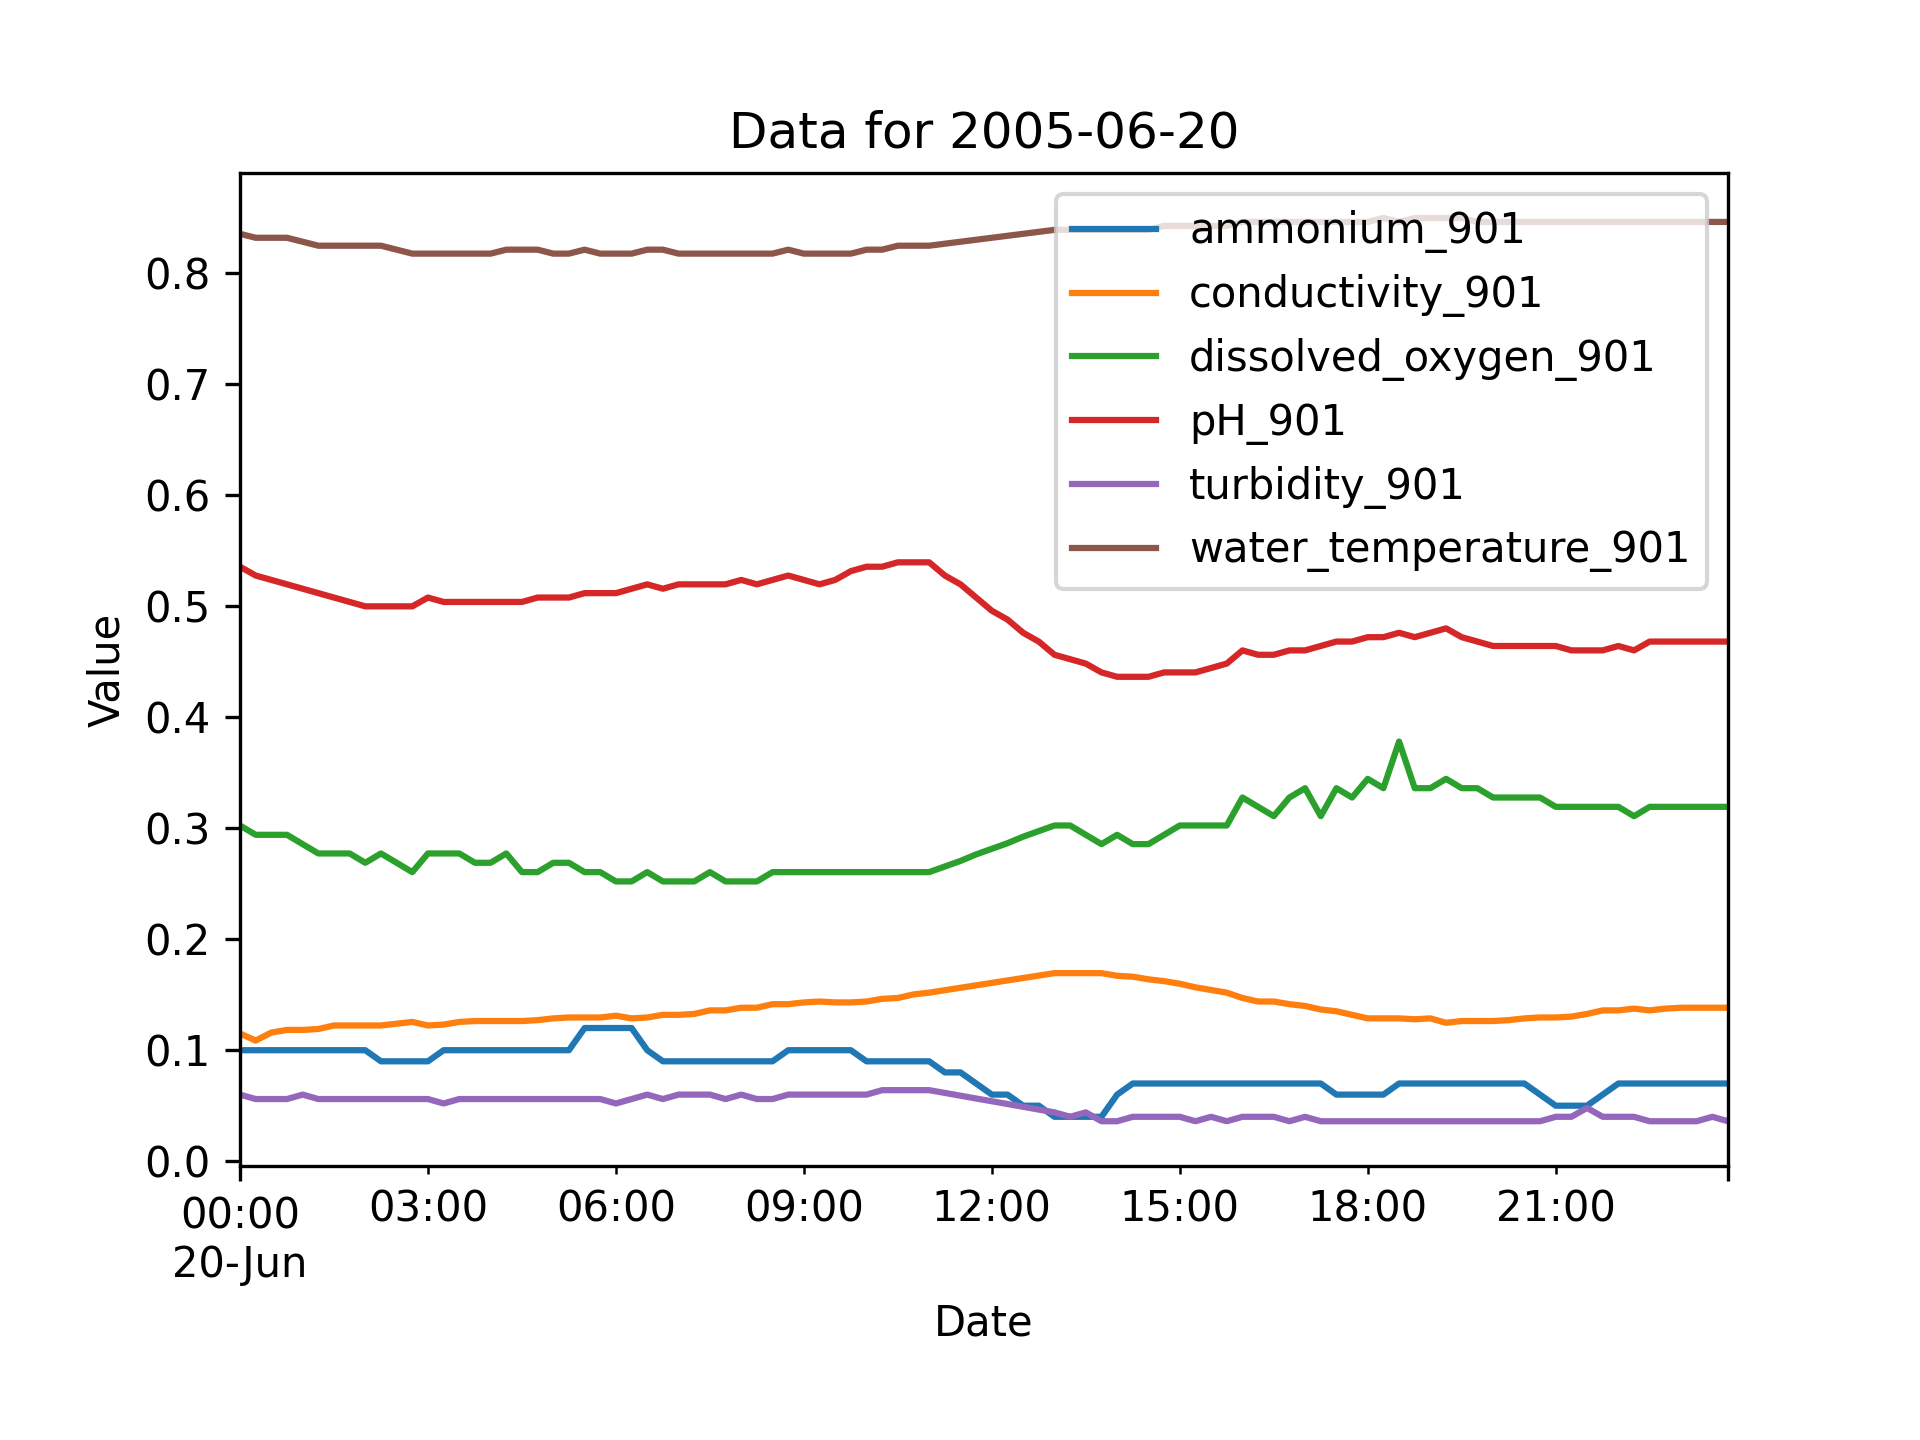 Data for 2005-06-20
ammonium_901
conductivity_901
dissolved_oxygen_901
pH_901
turbidity_901
water_temperature_901
Value
0.8
0.7
0.6
0.5
0.4
0.3
0.2
0.1
0.0
00:00 03:00 06:00 09:00 12:00 15:00 18:00 21:00
20-Jun
Date